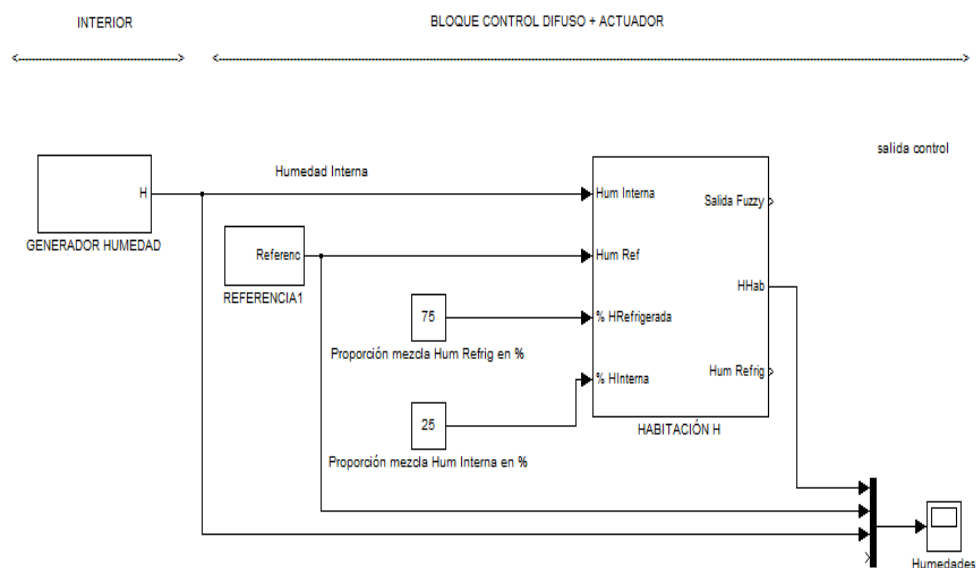 INTERIOR
BLOQUE CONTROL DIFUSO + ACTUADOR
salida control
Humedad Interna
H
GENERADOR HUMEDAD
Referenc
REFERENCIA1
75
Proporción mezcla Hum Refrig en %
25
Proporción mezcla Hum Interna en %
Hum Interna
Hum Ref
% HRefrigerada
% HInterna
Salida Fuzzy
HHab
Hum Refrig
HABITACIÓN H
Humedades